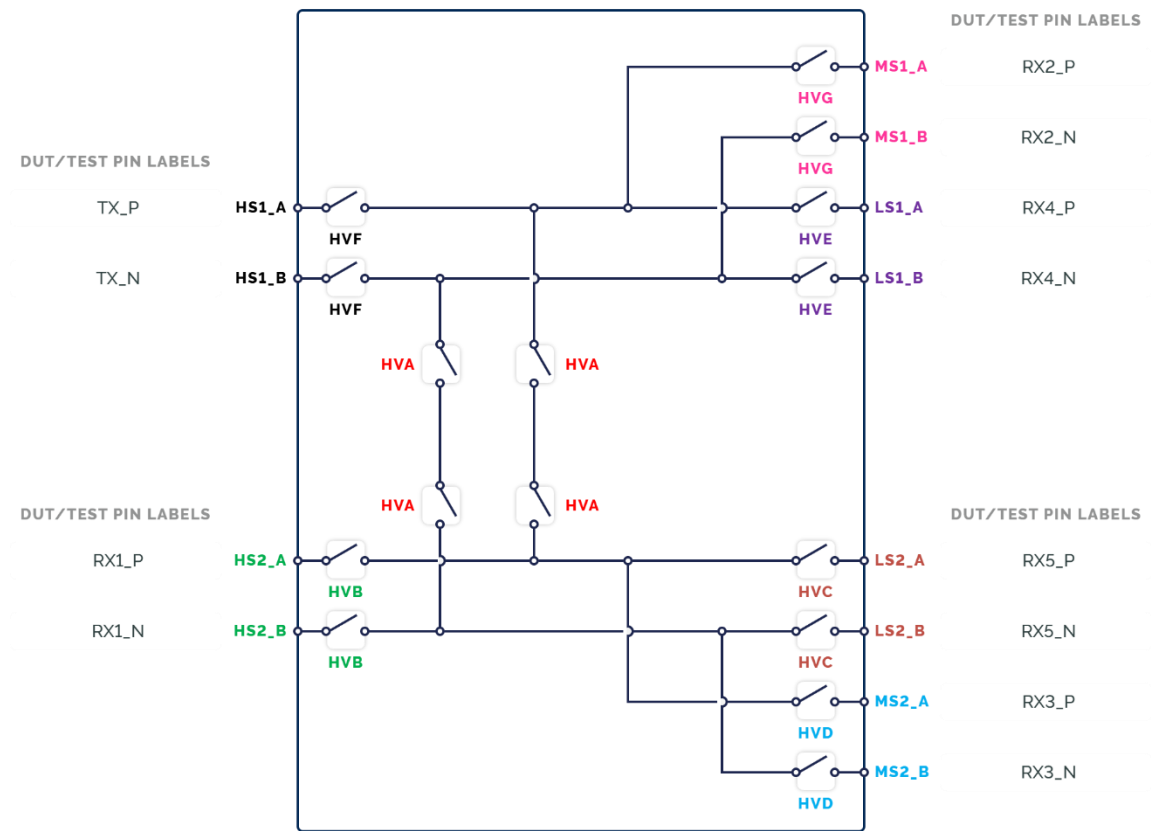 DUT/TEST PIN LABELS
MS1_A RX2_P
HVG
MS1_B RX2_N
DUT/TEST PIN LABELS
HVG
TX_P HS1_A LS1_A RX4_P
HVF HVE
TX_N HS1_B LS1_B RX4_N
HVF HVE
HVA HVA
HVA HVA
DUT/TEST PIN LABELS DUT/TEST PIN LABELS
RX1_P HS2_A LS2_A RX5_P
HVB HVC
RX1_N HS2_B LS2_B RX5_N
HVB HVC
MS2_A RX3_P
HVD
MS2_B RX3_N
HVD